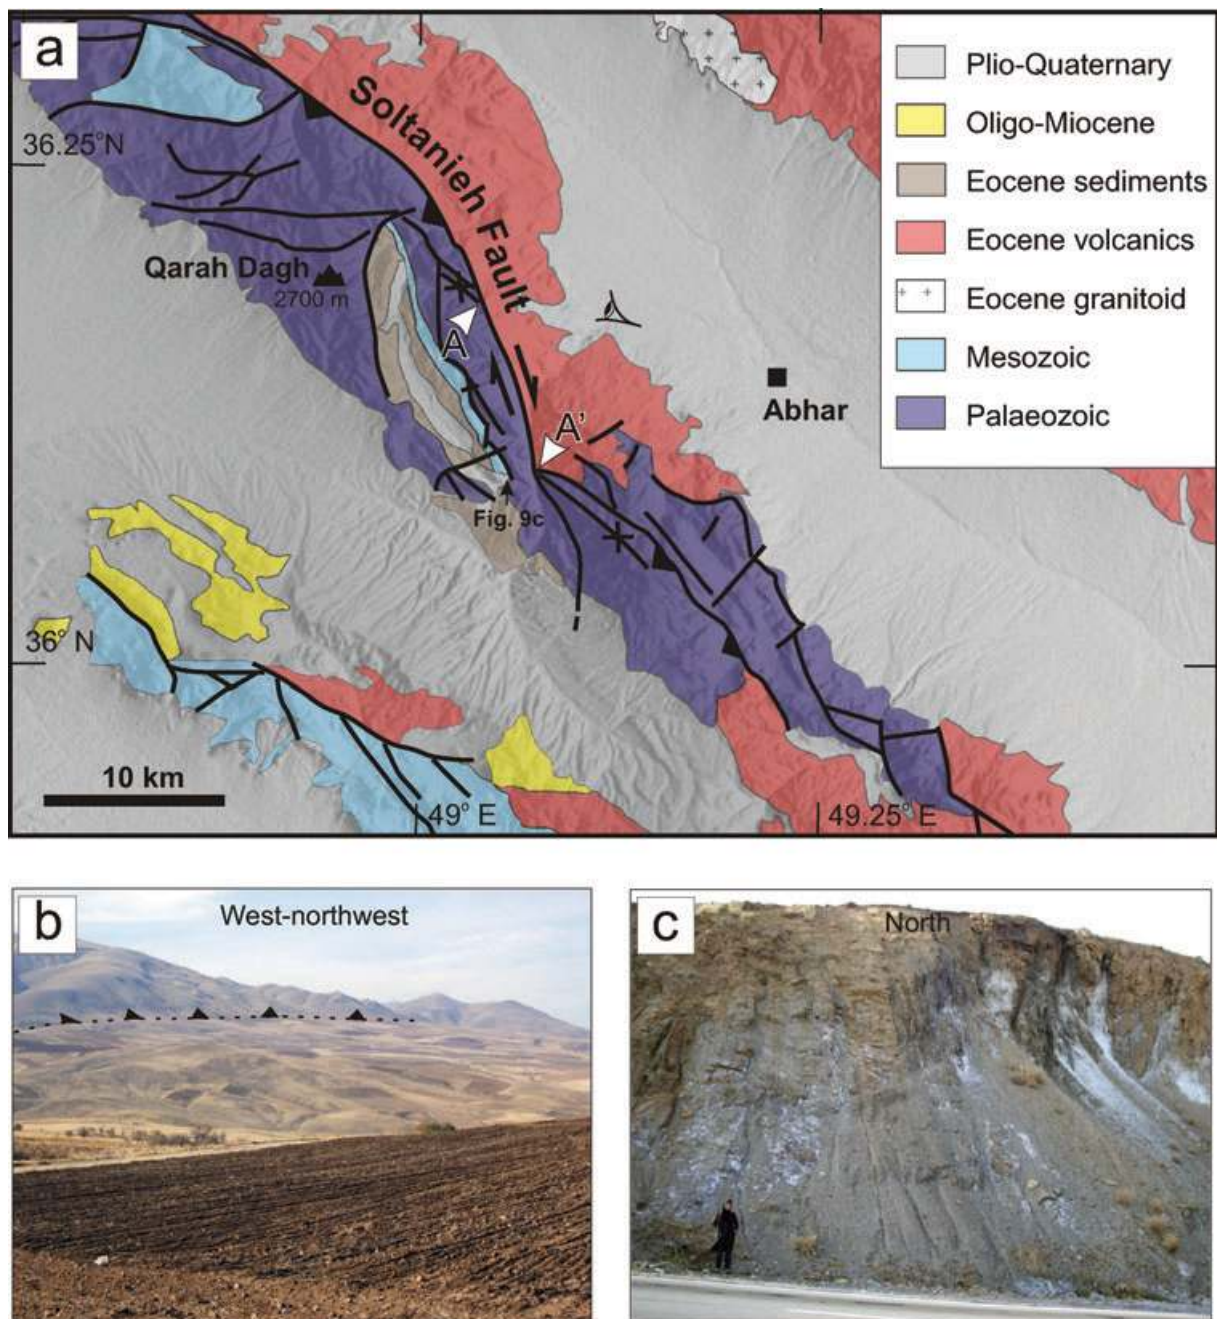 a
Soltanieh Fault
36.25°N
Qarah Dagh
2700 m
A
A'
Abhar
Fig. 9c
36° N
10 km
49° E
49.25° E
Plio-Quaternary
Oligo-Miocene
Eocene sediments
Eocene volcanics
Eocene granitoid
Mesozoic
Palaeozoic
b
West-northwest
c
North